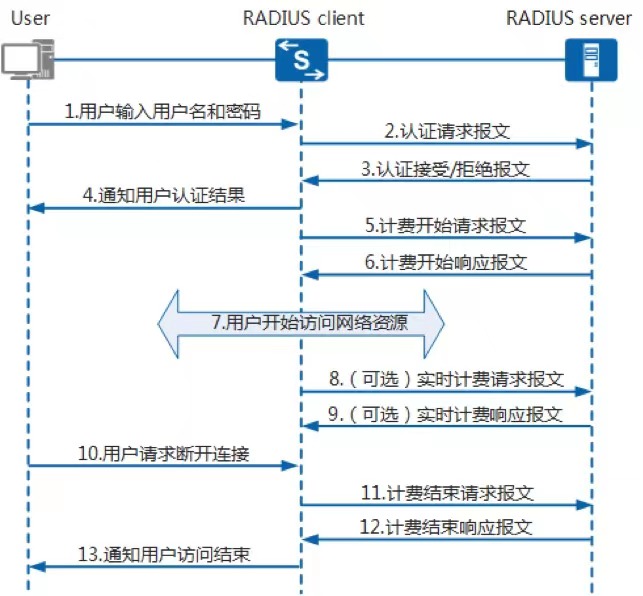 User
RADIUS client
RADIUS server
S
1.用户输入用户名和密码
2.认证请求报文
3.认证接受/拒绝报文
4.通知用户认证结果
5.计费开始请求报文
6.计费开始响应报文
7.用户开始访问网络资源
8.（可选）实时计费请求报文
9.（可选）实时计费响应报文
10.用户请求断开连接
11.计费结束请求报文
12.计费结束响应报文
13.通知用户访问结束